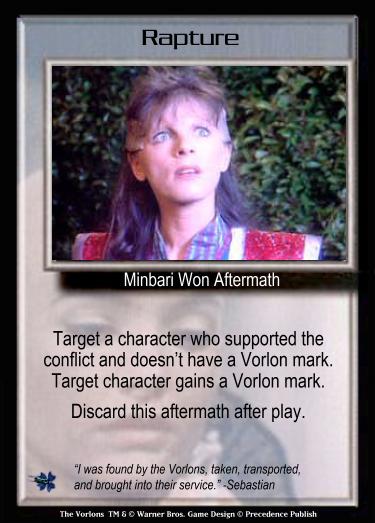 Rapture
Minbari Won Aftermath
Target a character who supported the
conflict and doesn't have a Vorlon mark.
Target character gains a Vorlon mark.
Discard this aftermath after play.
"I was found by the Vorlons, taken, transported,
and brought into their service." -Sebastian
The Vorlons TM & © Warner Bros. Game Design © Precedence Publish